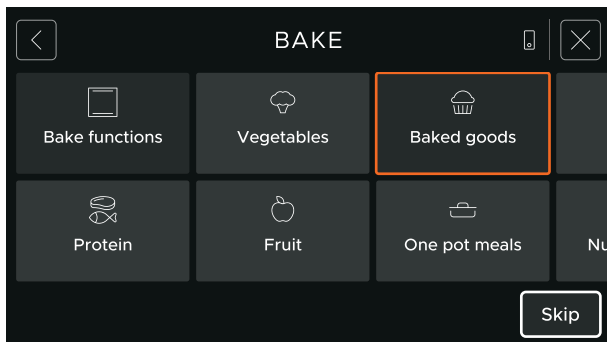 BAKE
Bake functions
Vegetables
Baked goods
Protein
Fruit
One pot meals
Skip